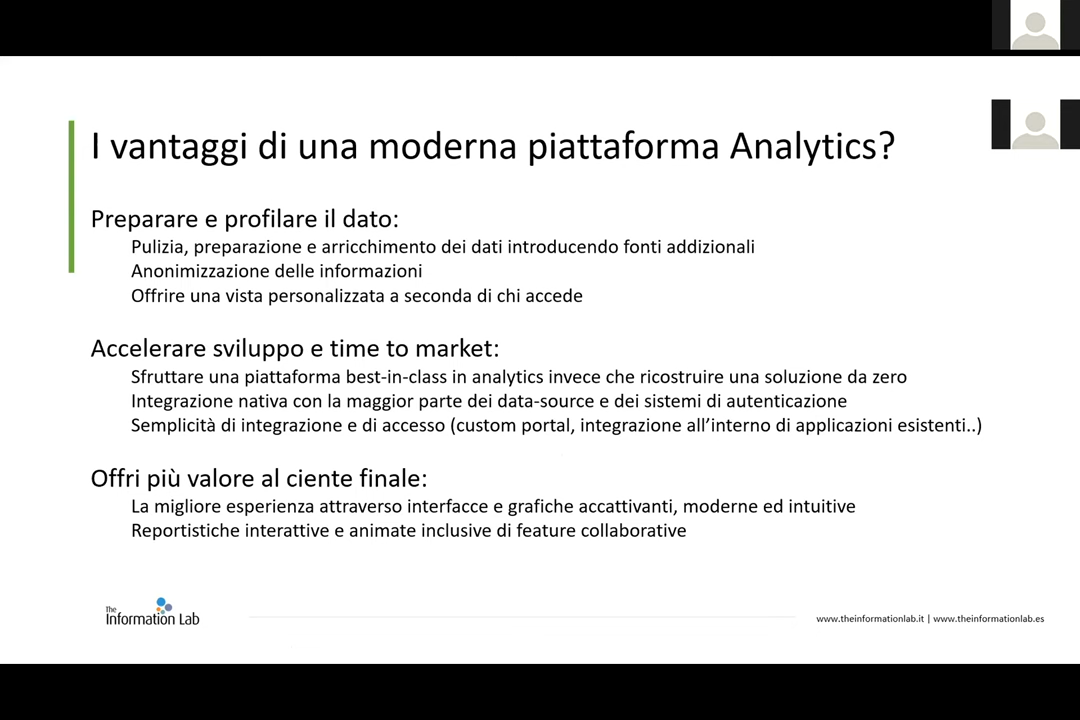 I vantaggi di una moderna piattaforma Analytics?
Preparare e profilare il dato:
Pulizia, preparazione e arricchimento dei dati introducendo fonti addizionali
Anonimizzazione delle informazioni
Offrire una vista personalizzata a seconda di chi accede
Accelerare sviluppo e time to market:
Sfruttare una piattaforma best-in-class in analytics invece che ricostruire una soluzione da zero
Integrazione nativa con la maggior parte dei data-source e dei sistemi di autenticazione
Semplicità di integrazione e di accesso (custom portal, integrazione all’interno di applicazioni esistenti..)
Offri più valore al ciente finale:
La migliore esperienza attraverso interfacce e grafiche accattivanti, moderne ed intuitive
Reportistiche interattive e animate inclusive di feature collaborative
The
Information Lab
www.theinformationlab.it | www.theinformationlab.es